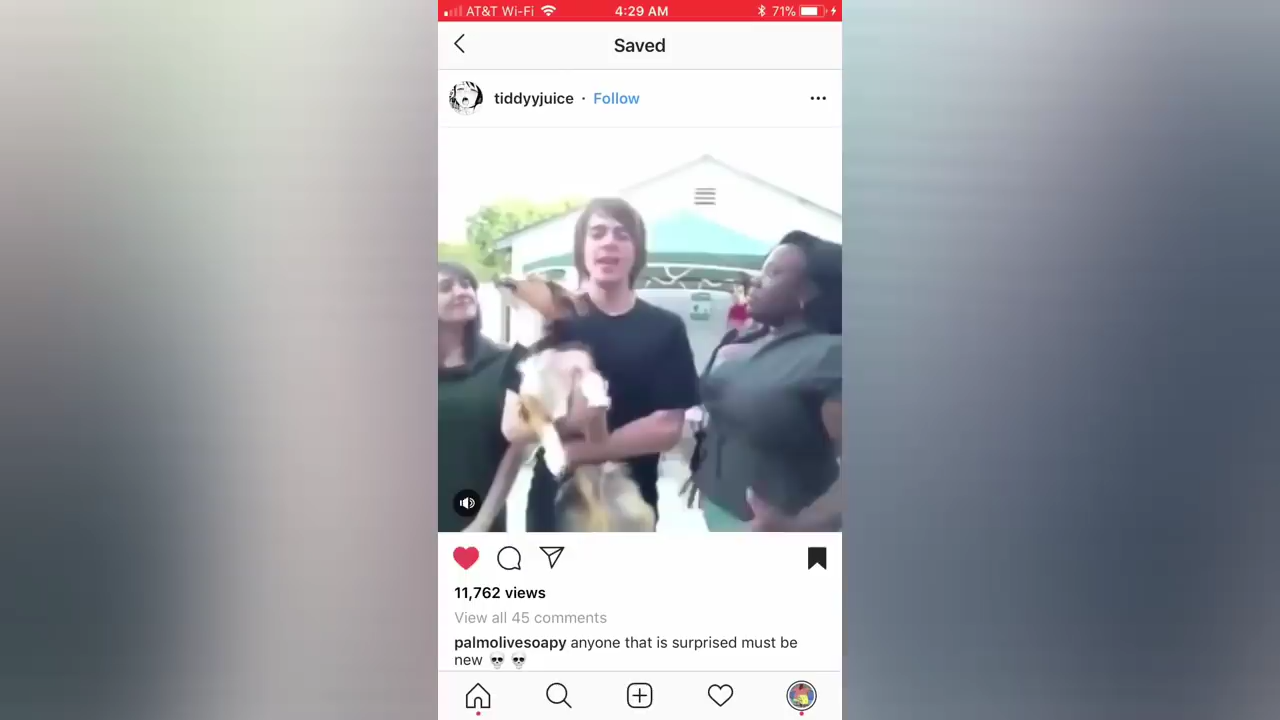 AT&T Wi-Fi 4:29 AM 71%
Saved
tiddyyjuice · Follow
11,762 views
View all 45 comments
palmolivesoapy anyone that is surprised must be
new 💀 💀